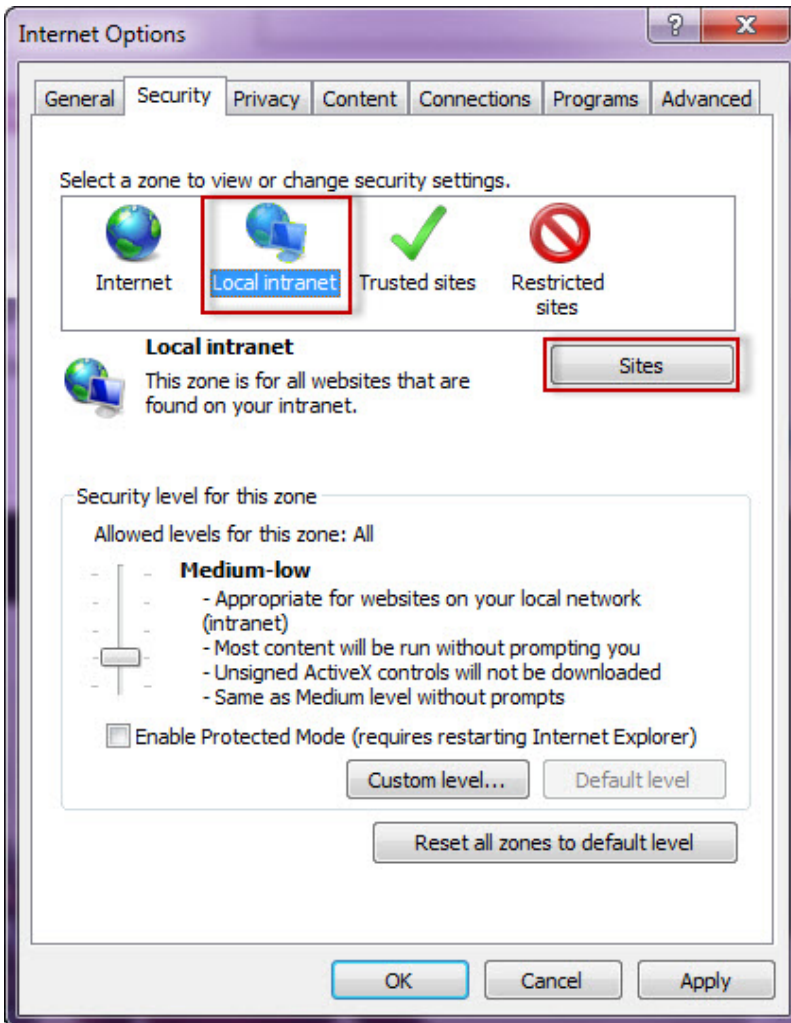 Internet Options
?
X
General Security Privacy Content Connections Programs Advanced
Select a zone to view or change security settings.
Internet Local intranet Trusted sites Restricted
sites
Local intranet
Sites
This zone is for all websites that are
found on your intranet.
Security level for this zone
Allowed levels for this zone: All
Medium-low
- Appropriate for websites on your local network
(intranet)
- Most content will be run without prompting you
- Unsigned ActiveX controls will not be downloaded
- Same as Medium level without prompts
Enable Protected Mode (requires restarting Internet Explorer)
Custom level... Default level
Reset all zones to default level
OK Cancel Apply